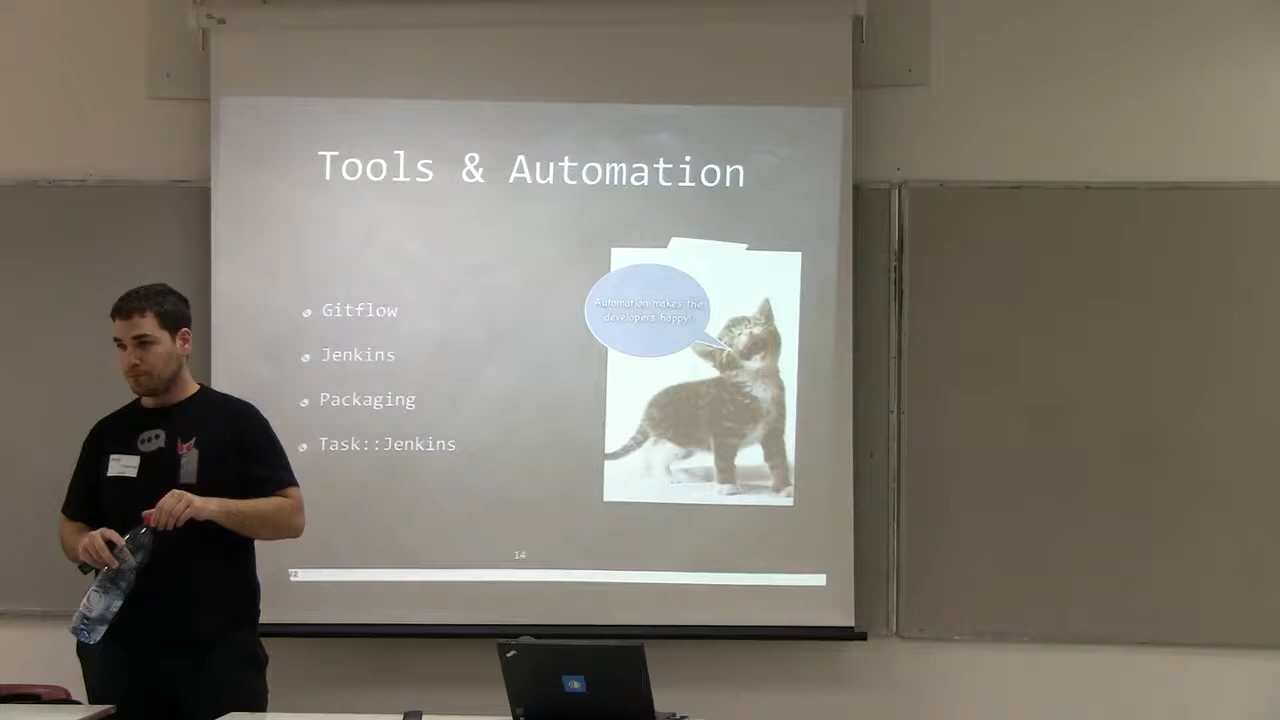 Tools & Automation
Automation makes the
developers happy!
Gitflow
Jenkins
Packaging
Task::Jenkins
14